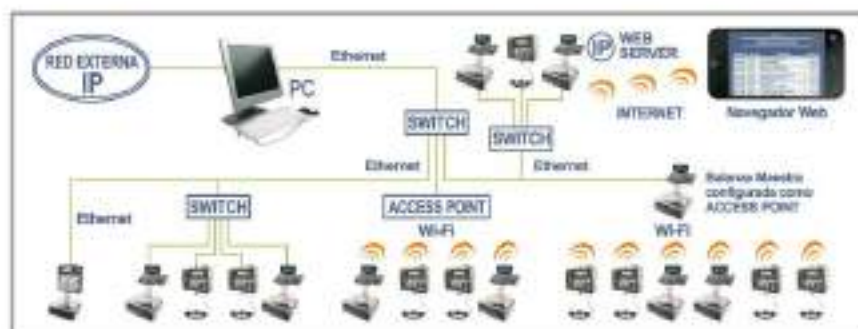 RED EXTERNA
IP
PC
Ethernet
SWITCH
IP
WEB
SERVER
INTERNET
Navegador Web
SWITCH
Ethernet
Ethernet
Ethernet
SWITCH
ACCESS POINT
Wi-Fi
Balanza Maestra
configurada como
ACCESS POINT
Wi-Fi